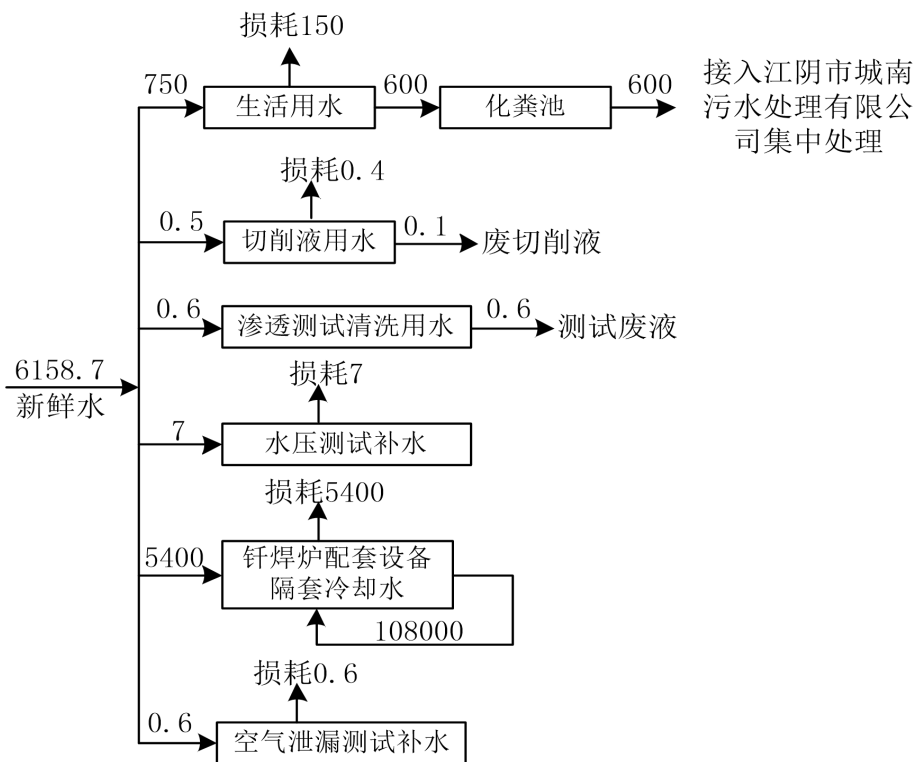 损耗150
750
生活用水
600
化粪池
600
接入江阴市城南
污水处理有限公
司集中处理
损耗0.4
0.5
切削液用水
0.1
废切削液
0.6
渗透测试清洗用水
0.6
测试废液
6158.7
新鲜水
损耗7
7
水压测试补水
损耗5400
5400
钎焊炉配套设备
隔套冷却水
108000
损耗0.6
0.6
空气泄漏测试补水